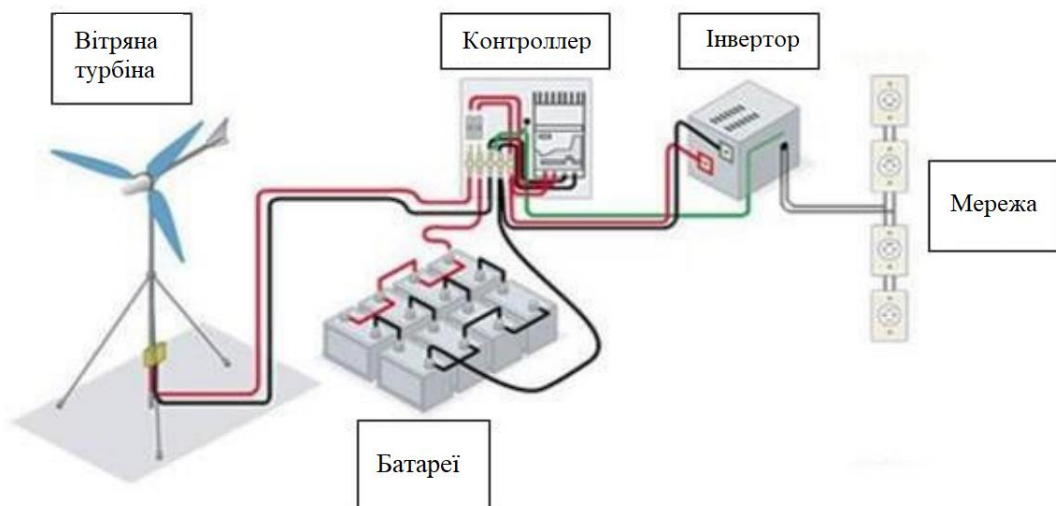 Вітряна
турбіна
Контроллер
Інвертор
Мережа
Батареї